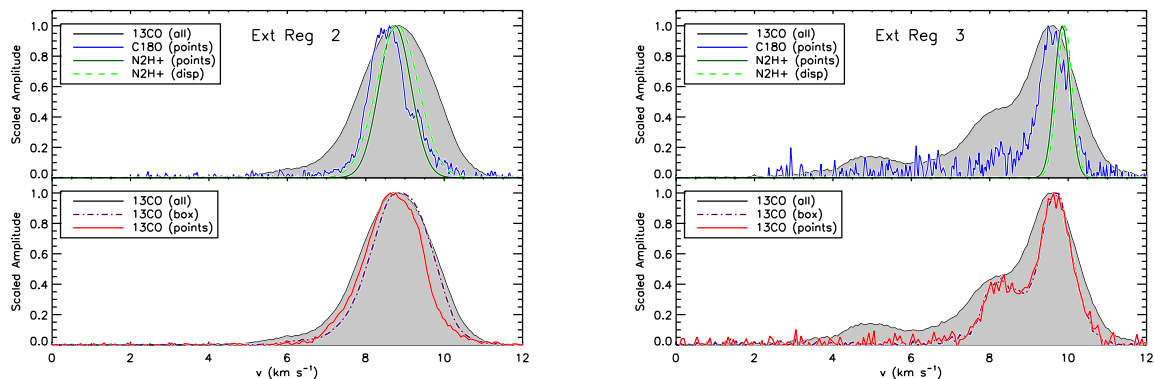 Ext Reg 2
13CO (all)
C18O (points)
N2H+ (points)
N2H+ (disp)
Scaled Amplitude
1.0
0.8
0.6
0.4
0.2
0.0
13CO (all)
13CO (box)
13CO (points)
Scaled Amplitude
1.0
0.8
0.6
0.4
0.2
0.0
0 2 4 6 8 10 12
v (km s⁻¹)
Ext Reg 3
13CO (all)
C18O (points)
N2H+ (points)
N2H+ (disp)
Scaled Amplitude
1.0
0.8
0.6
0.4
0.2
0.0
13CO (all)
13CO (box)
13CO (points)
Scaled Amplitude
1.0
0.8
0.6
0.4
0.2
0.0
0 2 4 6 8 10 12
v (km s⁻¹)